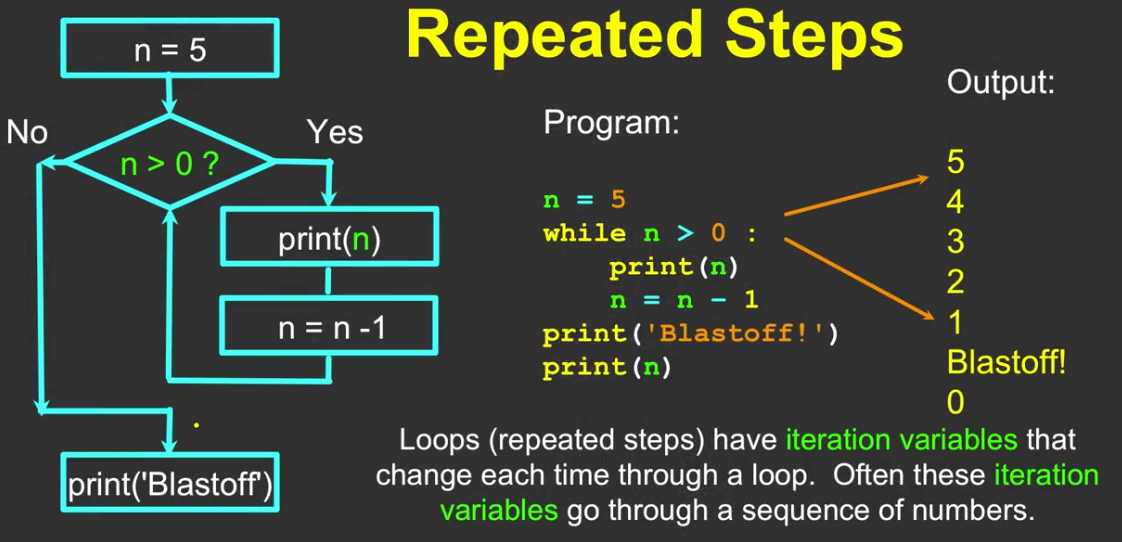 Repeated Steps
n = 5
No
Yes
n > 0 ?
print(n)
n = n -1
print('Blastoff')
Program:
n = 5
while n > 0 :
    print(n)
    n = n – 1
print('Blastoff!')
print(n)
Output:
5
4
3
2
1
Blastoff!
0
Loops (repeated steps) have iteration variables that
change each time through a loop.  Often these iteration
variables go through a sequence of numbers.